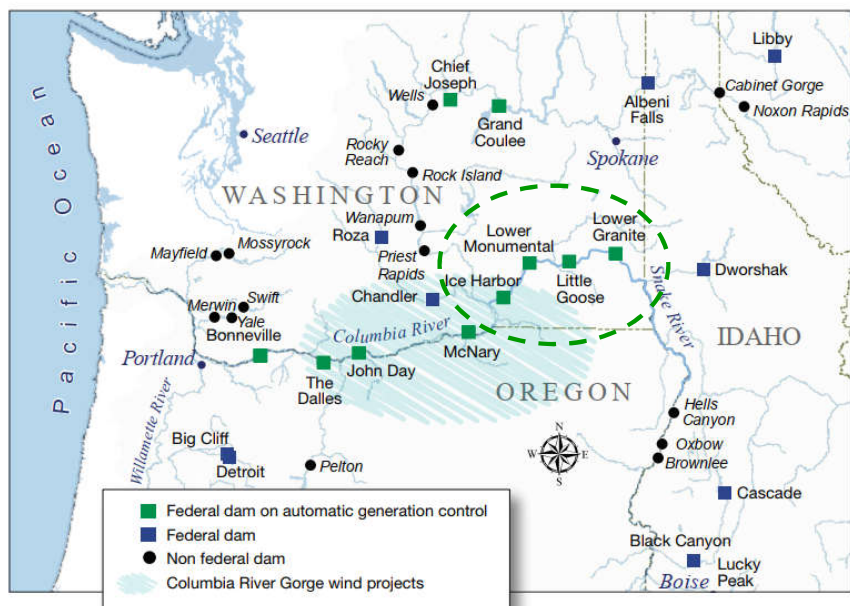 Libby
Chief
Joseph
Wells
Cabinet Gorge
Albeni
Falls
Noxon Rapids
Grand
Coulee
Seattle
Rocky
Reach
Spokane
Rock Island
WASHINGTON
Wanapum
Lower
Monumental
Lower
Granite
Roza
Mossyrock
Mayfield
Priest
Rapids
Ice Harbor
Little
Goose
Dworshak
Snake River
Chandler
Swift
Merwin
Yale
Bonneville
Columbia River
IDAHO
McNary
Portland
The
Dalles
John Day
OREGON
Pacific Ocean
Willamette River
Hells
Canyon
Big Cliff
Detroit
Pelton
N
W
E
S
Oxbow
Brownlee
Cascade
Black Canyon
Lucky
Peak
Boise
Federal dam on automatic generation control
Federal dam
Non federal dam
Columbia River Gorge wind projects